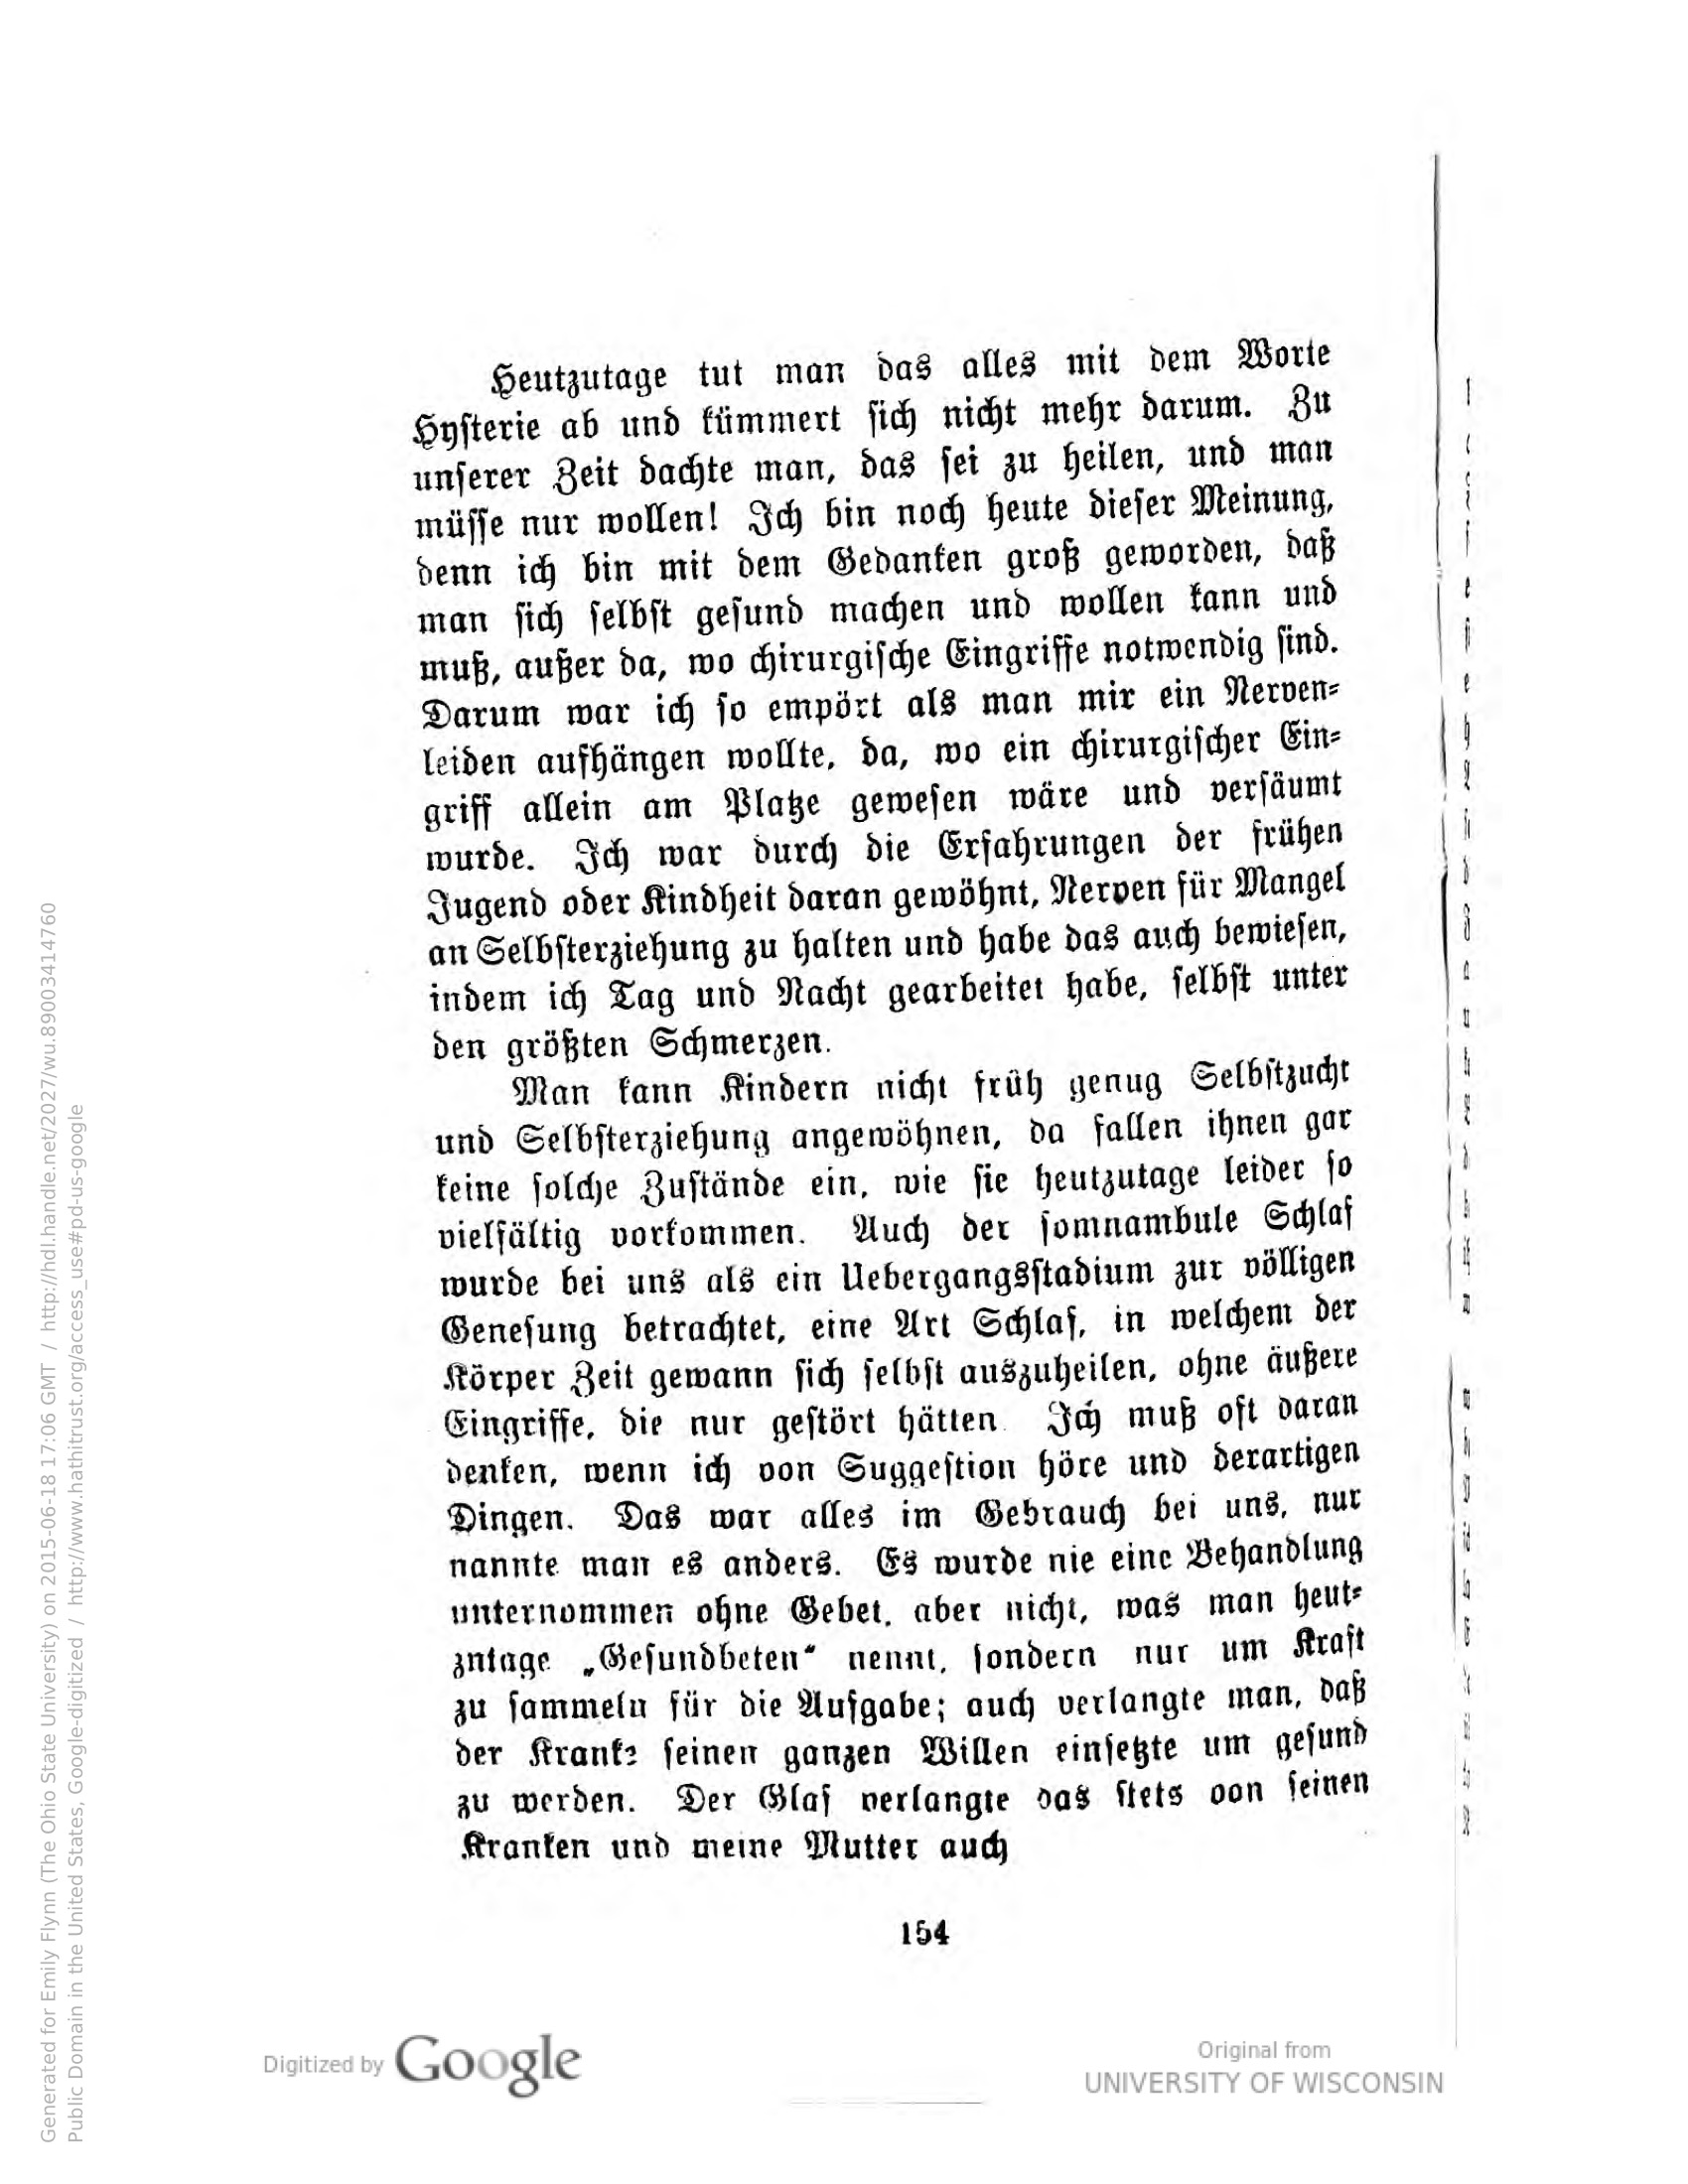 Heutzutage tut man das alles mit dem Worte
Hysterie ab und kümmert sich nicht mehr darum. Zu
unserer Zeit dachte man, das sei zu heilen, und man
müsse nur wollen! Ich bin noch heute dieser Meinung,
denn ich bin mit dem Gedanken groß geworden, daß
man sich selbst gesund machen und wollen kann und
muß, außer da, wo chirurgische Eingriffe notwendig sind.
Darum war ich so empört als man mir ein Nerven-
leiden aufhängen wollte, da, wo ein chirurgischer Ein-
griff allein am Platze gewesen wäre und versäumt
wurde. Ich war durch die Erfahrungen der frühen
Jugend oder Kindheit daran gewöhnt, Nerven für Mangel
an Selbsterziehung zu halten und habe das auch bewiesen,
indem ich Tag und Nacht gearbeitet habe, selbst unter
den größten Schmerzen.
Man kann Kindern nicht früh genug Selbstzucht
und Selbsterziehung angewöhnen, da fallen ihnen gar
keine solche Zustände ein, wie sie heutzutage leider so
vielfältig vorkommen. Auch der somnambule Schlaf
wurde bei uns als ein Uebergangsstadium zur völligen
Genesung betrachtet, eine Art Schlaf, in welchem der
Körper Zeit gewann sich selbst auszuheilen, ohne äußere
Eingriffe, die nur gestört hätten. Ich muß oft daran
denken, wenn ich von Suggestion höre und derartigen
Dingen. Das war alles im Gebrauch bei uns, nur
nannte man es anders. Es wurde nie eine Behandlung
unternommen ohne Gebet, aber nicht, was man heut-
zutage „Gesundbeten“ nennt, sondern nur um Kraft
zu sammeln für die Aufgabe; auch verlangte man, daß
der Kranke seinen ganzen Willen einsetzte um gesund
zu werden. Der Glaf verlangte das stets von seinen
Kranken und meine Mutter auch
154
Digitized by Google
Original from
UNIVERSITY OF WISCONSIN
Generated for Emily Flynn (The Ohio State University) on 2015-06-18 17:06 GMT / http://hdl.handle.net/2027/wu.89003414760
Public Domain in the United States, Google-digitized / http://www.hathitrust.org/access_use#pd-us-google